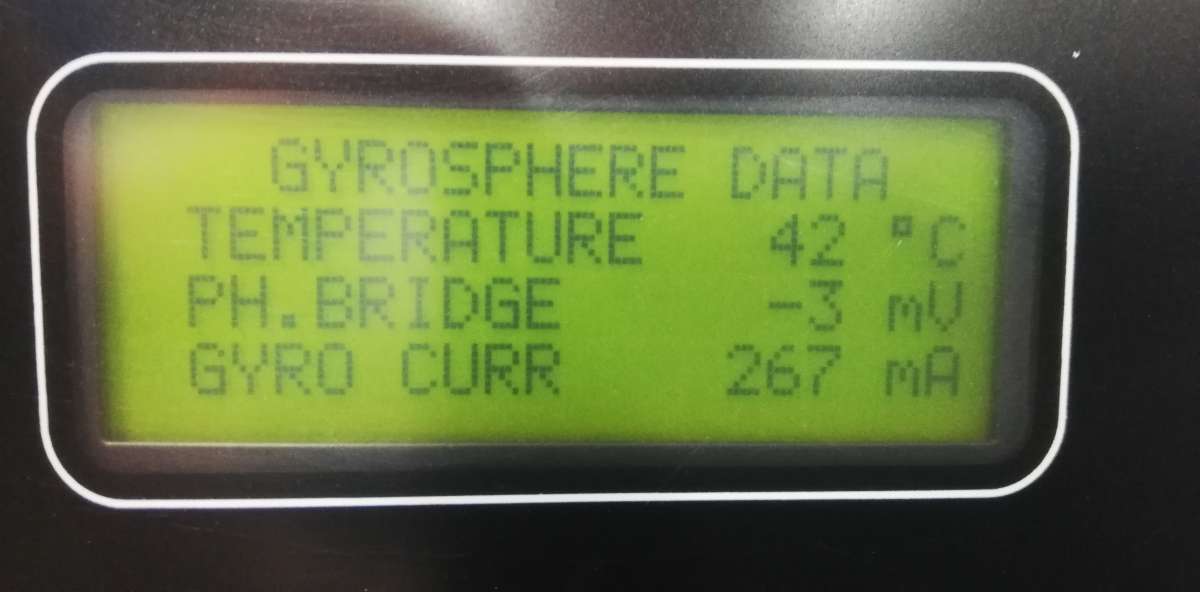 GYROSPHERE DATA
TEMPERATURE 42 °C
PH.BRIDGE -3 mV
GYRO CURR 267 mA